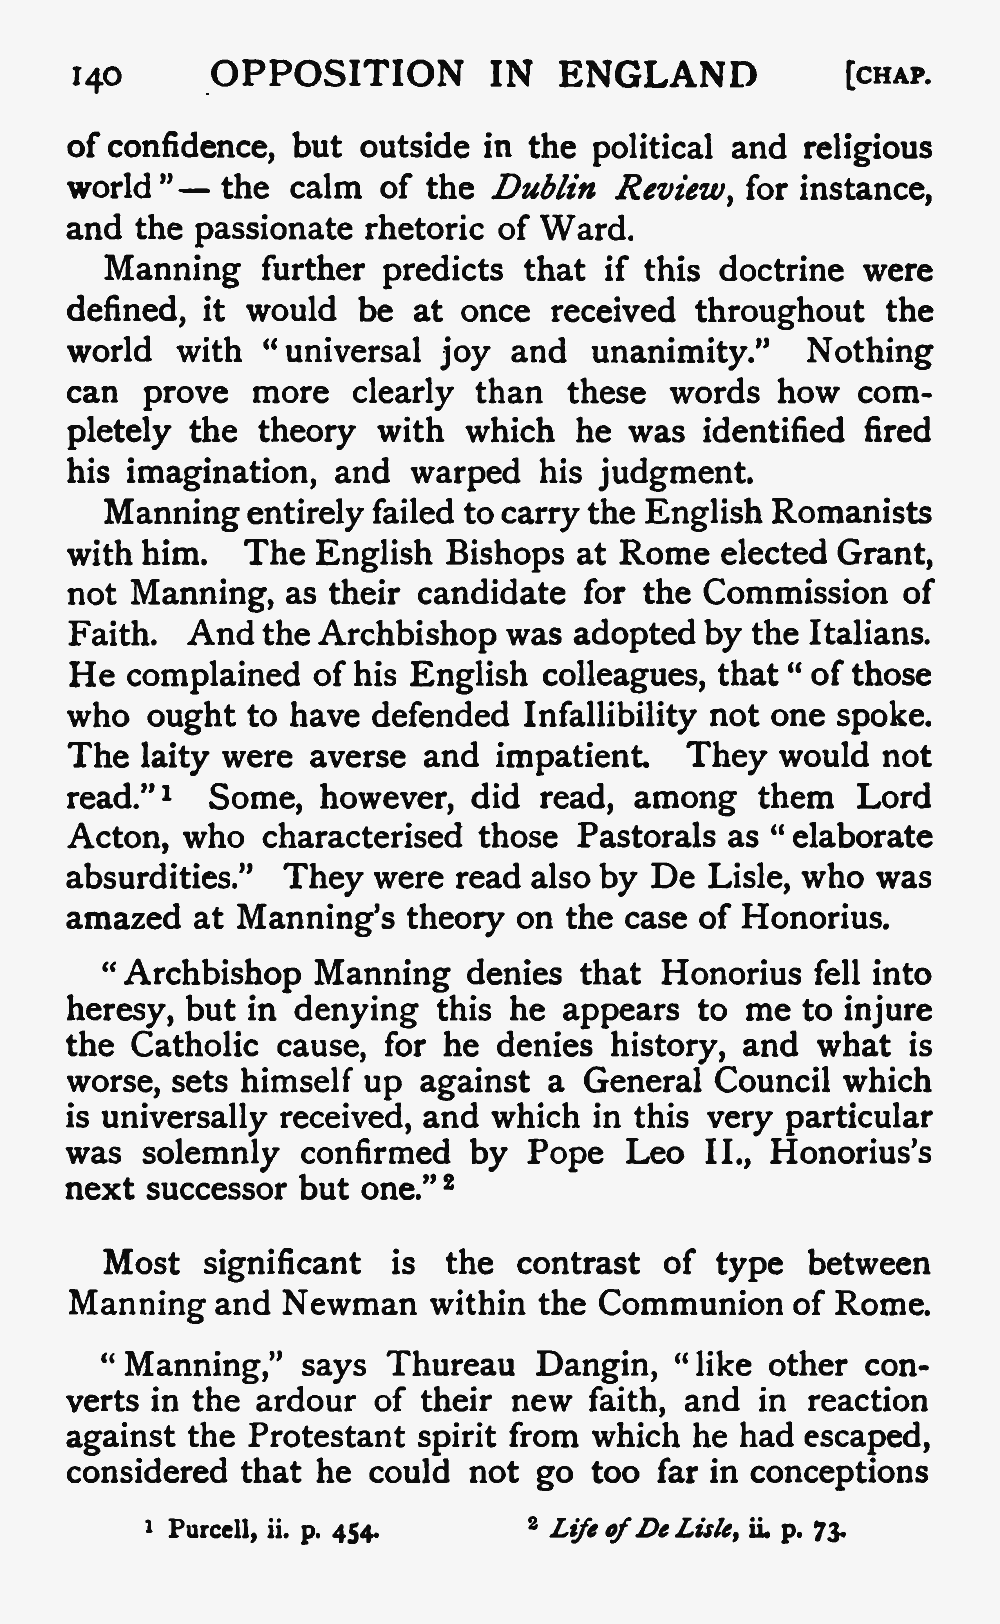 140 OPPOSITION IN ENGLAND [CHAP.
of confidence, but outside in the political and religious
world"— the calm of the Dublin Review, for instance,
and the passionate rhetoric of Ward.
Manning further predicts that if this doctrine were
defined, it would be at once received throughout the
world with "universal joy and unanimity." Nothing
can prove more clearly than these words how com-
pletely the theory with which he was identified fired
his imagination, and warped his judgment.
Manning entirely failed to carry the English Romanists
with him. The English Bishops at Rome elected Grant,
not Manning, as their candidate for the Commission of
Faith. And the Archbishop was adopted by the Italians.
He complained of his English colleagues, that "of those
who ought to have defended Infallibility not one spoke.
The laity were averse and impatient. They would not
read."¹ Some, however, did read, among them Lord
Acton, who characterised those Pastorals as "elaborate
absurdities." They were read also by De Lisle, who was
amazed at Manning's theory on the case of Honorius.
"Archbishop Manning denies that Honorius fell into
heresy, but in denying this he appears to me to injure
the Catholic cause, for he denies history, and what is
worse, sets himself up against a General Council which
is universally received, and which in this very particular
was solemnly confirmed by Pope Leo II., Honorius's
next successor but one."²
Most significant is the contrast of type between
Manning and Newman within the Communion of Rome.
"Manning," says Thureau Dangin, "like other con-
verts in the ardour of their new faith, and in reaction
against the Protestant spirit from which he had escaped,
considered that he could not go too far in conceptions
¹ Purcell, ii. p. 454. ² Life of De Lisle, ii. p. 73.